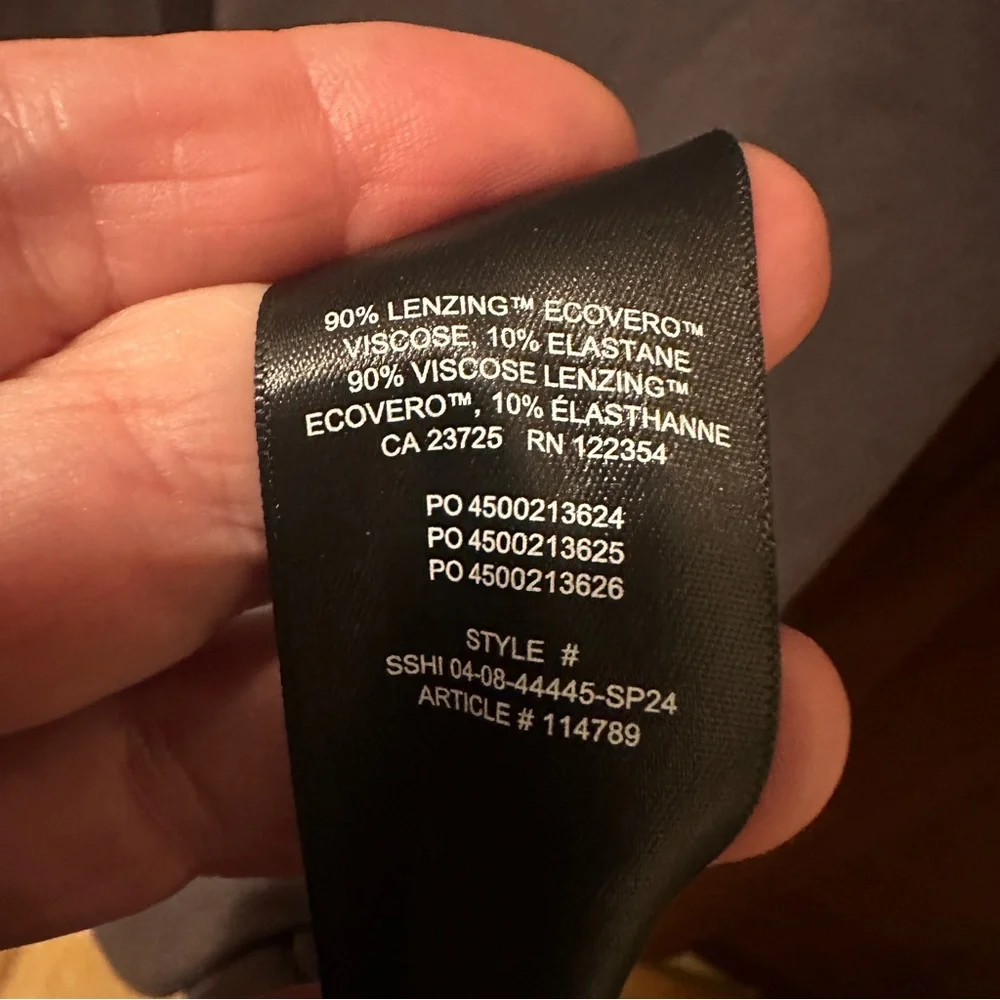 90% LENZING™ ECOVERO™
VISCOSE, 10% ELASTANE
90% VISCOSE LENZING™
ECOVERO™, 10% ÉLASTHANNE
CA 23725 RN 122354
PO 4500213624
PO 4500213625
PO 4500213626
STYLE #
SSHI 04-08-44445-SP24
ARTICLE # 114789